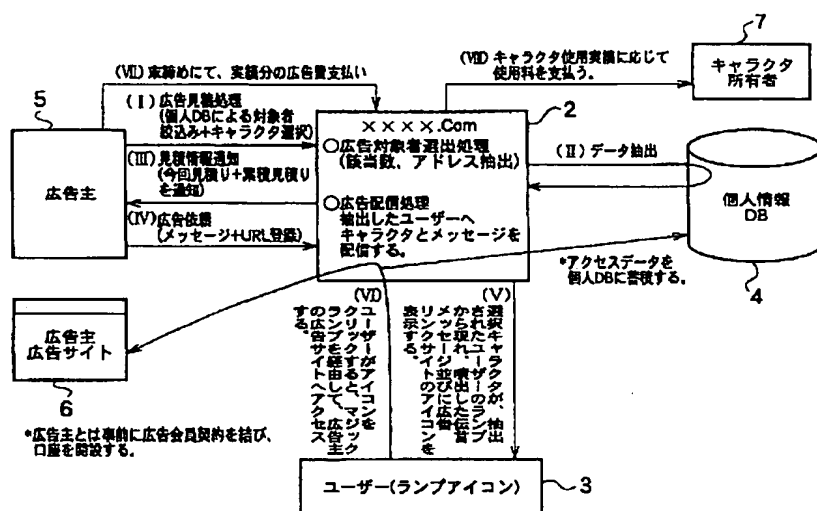 7
(VII) 末締めにて、実績分の広告費支払い
(VIII) キャラクタ使用実績に応じて
使用料を支払う。
キャラクタ
所有者
5
(I) 広告見積処理
(個人DBによる対象者
絞込み+キャラクタ選択)
2
××××.Com
○広告対象者選出処理
(該当数、アドレス抽出)
(II) データ抽出
(III) 見積情報通知
(今回見積り+累積見積り
を通知)
広告主
○広告配信処理
抽出したユーザーへ
キャラクタとメッセージを
配信する。
個人情報
DB
(IV) 広告依頼
(メッセージ+URL登録)
*アクセスデータを
個人DBに蓄積する。
4
広告主
広告サイト
6
(VI)
ユーザーがアイコンを
クリックすると、マジック
ランプを経由して、広告主
の広告サイトへアクセス
する。
(V)
選択キャラクタが、抽出
されたユーザーのランプ
から現れ、噴出した伝言
メッセージ並びに広告
リンクサイトのアイコンを
表示する。
*広告主とは事前に広告会員契約を結び、
口座を開設する。
ユーザー(ランプアイコン)
3